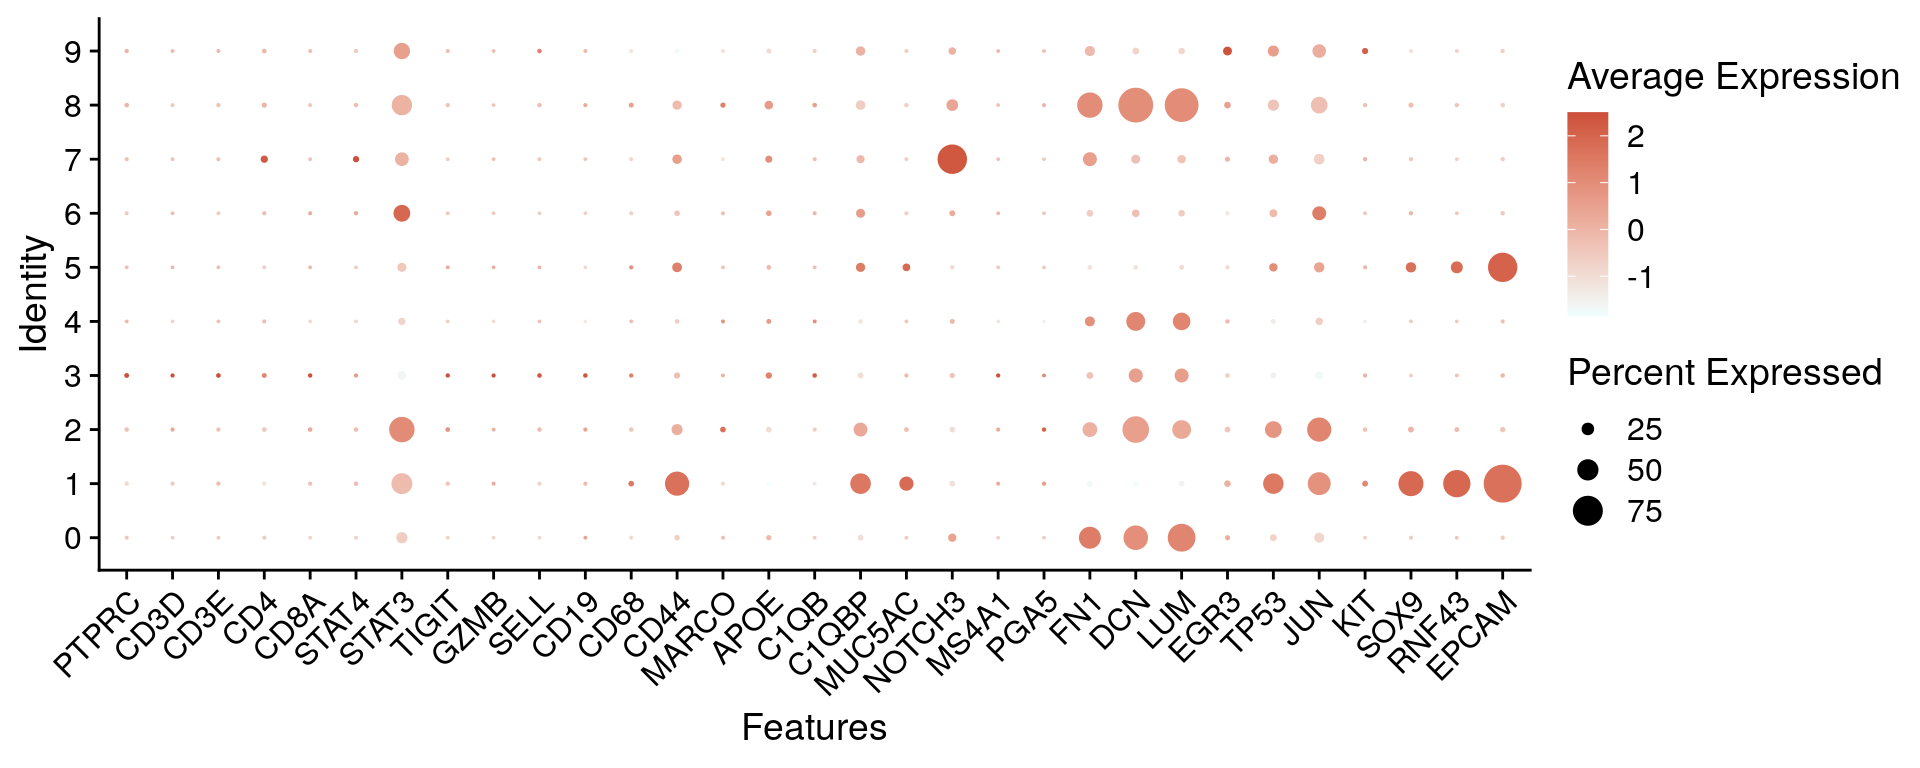 9
8
7
6
5
4
3
2
1
0
Identity
PTPRC
CD3D
CD3E
CD4
CD8A
STAT4
STAT3
TIGIT
GZMB
SELL
CD19
CD68
CD44
MARCO
APOE
C1QB
C1QBP
MUC5AC
NOTCH3
MS4A1
PGA5
FN1
DCN
LUM
EGR3
TP53
JUN
KIT
SOX9
RNF43
EPCAM
Features
Average Expression
2
1
0
-1
Percent Expressed
25
50
75